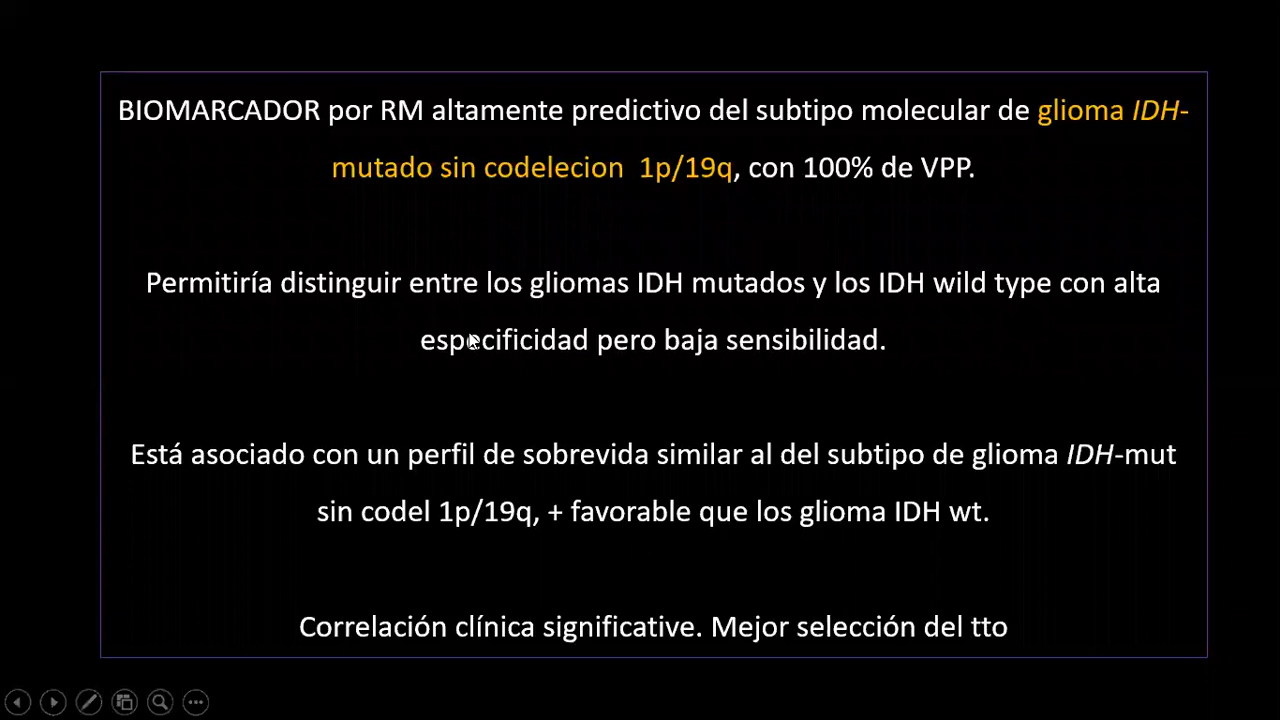 BIOMARCADOR por RM altamente predictivo del subtipo molecular de glioma IDH-
mutado sin codelecion 1p/19q, con 100% de VPP.
Permitiría distinguir entre los gliomas IDH mutados y los IDH wild type con alta
especificidad pero baja sensibilidad.
Está asociado con un perfil de sobrevida similar al del subtipo de glioma IDH-mut
sin codel 1p/19q, + favorable que los glioma IDH wt.
Correlación clínica significative. Mejor selección del tto